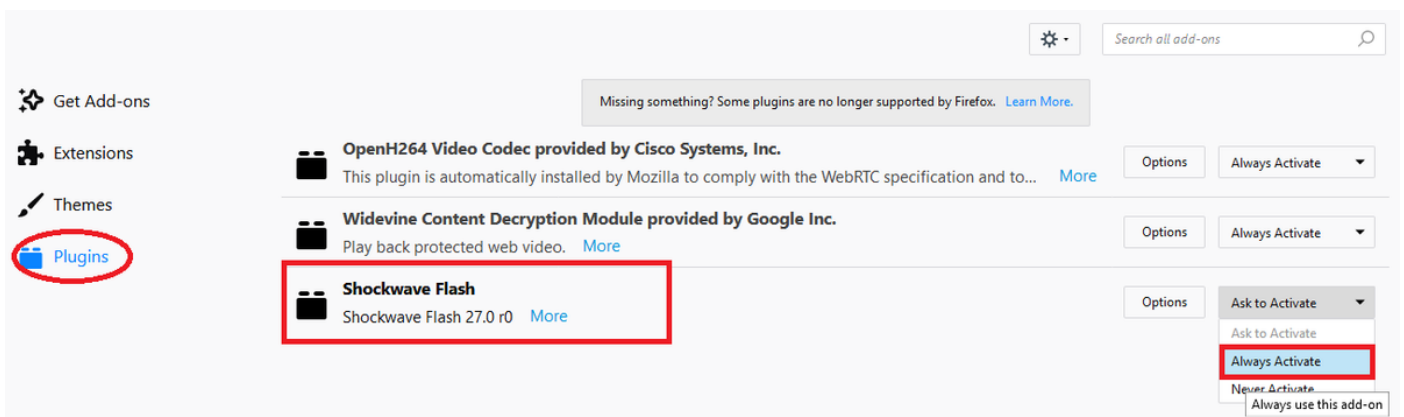 Search all add-ons
Get Add-ons
Missing something? Some plugins are no longer supported by Firefox. Learn More.
Extensions
OpenH264 Video Codec provided by Cisco Systems, Inc.
This plugin is automatically installed by Mozilla to comply with the WebRTC specification and to... More
Options
Always Activate
Themes
Widevine Content Decryption Module provided by Google Inc.
Play back protected web video. More
Options
Always Activate
Plugins
Shockwave Flash
Shockwave Flash 27.0 r0 More
Options
Ask to Activate
Ask to Activate
Always Activate
Never Activate
Always use this add-on